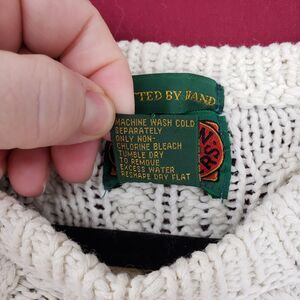 TTED BY HAND
MACHINE WASH COLD
SEPARATELY
ONLY NON-
CHLORINE BLEACH
TUMBLE DRY
TO REMOVE
EXCESS WATER
RESHAPE DRY FLAT